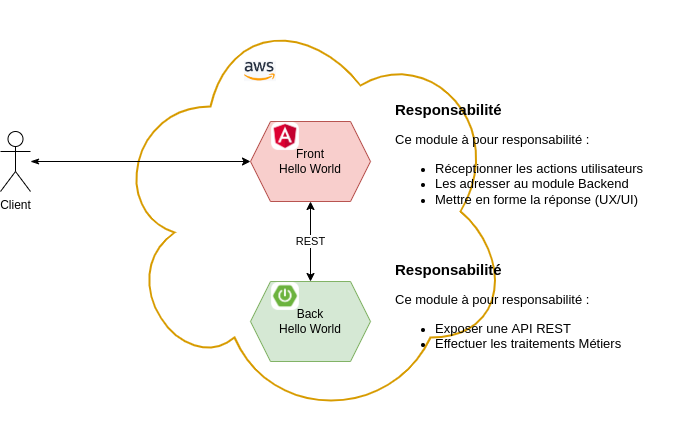 aws
Responsabilité
Ce module à pour responsabilité :
Réceptionner les actions utilisateurs
Les adresser au module Backend
Mettre en forme la réponse (UX/UI)
A
Front
Hello World
Client
REST
Responsabilité
Ce module à pour responsabilité :
Exposer une API REST
Effectuer les traitements Métiers
Back
Hello World